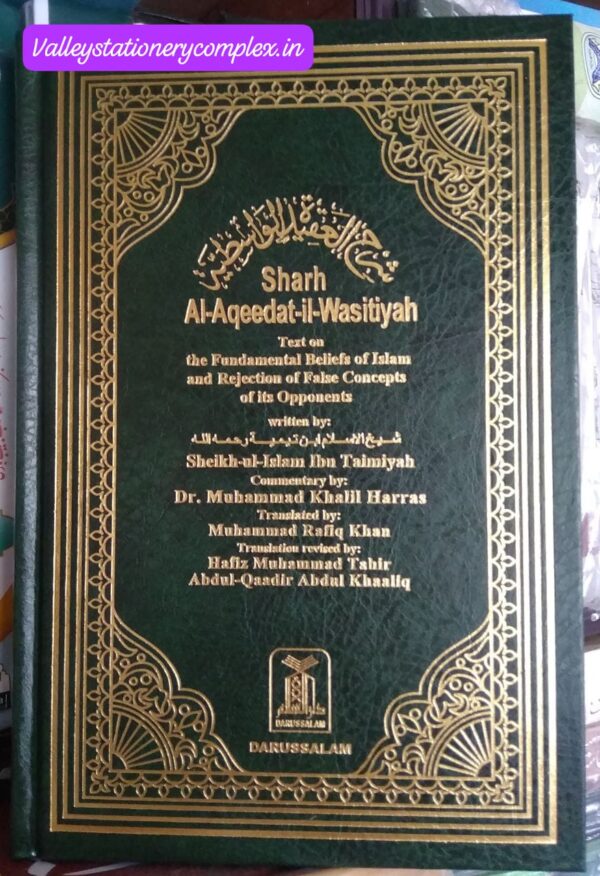 Valleystationerycomplex.in
شرح العقيدة الواسطية
Sharh
Al-Aqeedat-il-Wasitiyah
Text on
the Fundamental Beliefs of Islam
and Rejection of False Concepts
of its Opponents
written by:
شيخ الاسلام ابن تيمية رحمه الله
Sheikh-ul-Islam Ibn Taimiyah
Commentary by:
Dr. Muhammad Khalil Harras
Translated by:
Muhammad Rafiq Khan
Translation revised by:
Hafiz Muhammad Tahir
Abdul-Qaadir Abdul Khaaliq
دار السلام
DARUSSALAM
DARUSSALAM